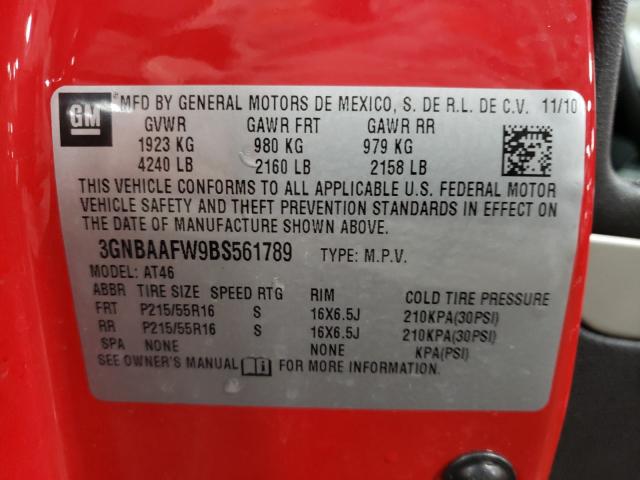 GM MFD BY GENERAL MOTORS DE MEXICO, S. DE R.L. DE C.V. 11/10
GVWR GAWR FRT GAWR RR
1923 KG 980 KG 979 KG
4240 LB 2160 LB 2158 LB
THIS VEHICLE CONFORMS TO ALL APPLICABLE U.S. FEDERAL MOTOR
VEHICLE SAFETY AND THEFT PREVENTION STANDARDS IN EFFECT ON
THE DATE OF MANUFACTURE SHOWN ABOVE.
3GNBAAFW9BS561789 TYPE: M.P.V.
MODEL: AT46
ABBR TIRE SIZE SPEED RTG RIM COLD TIRE PRESSURE
FRT P215/55R16 S 16X6.5J 210KPA(30PSI)
RR P215/55R16 S 16X6.5J 210KPA(30PSI)
SPA NONE NONE KPA(PSI)
SEE OWNER'S MANUAL FOR MORE INFORMATION.